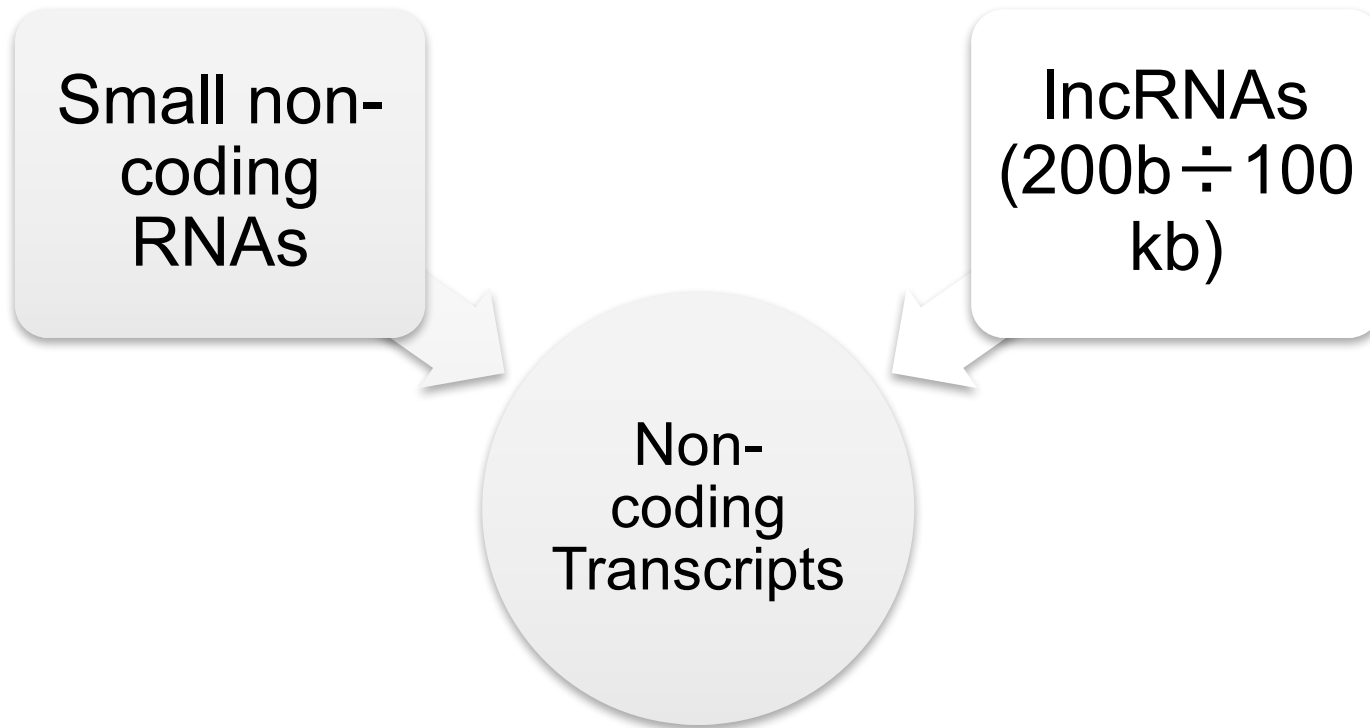 Small non-
coding
RNAs
lncRNAs
(200b÷100
kb)
Non-
coding
Transcripts